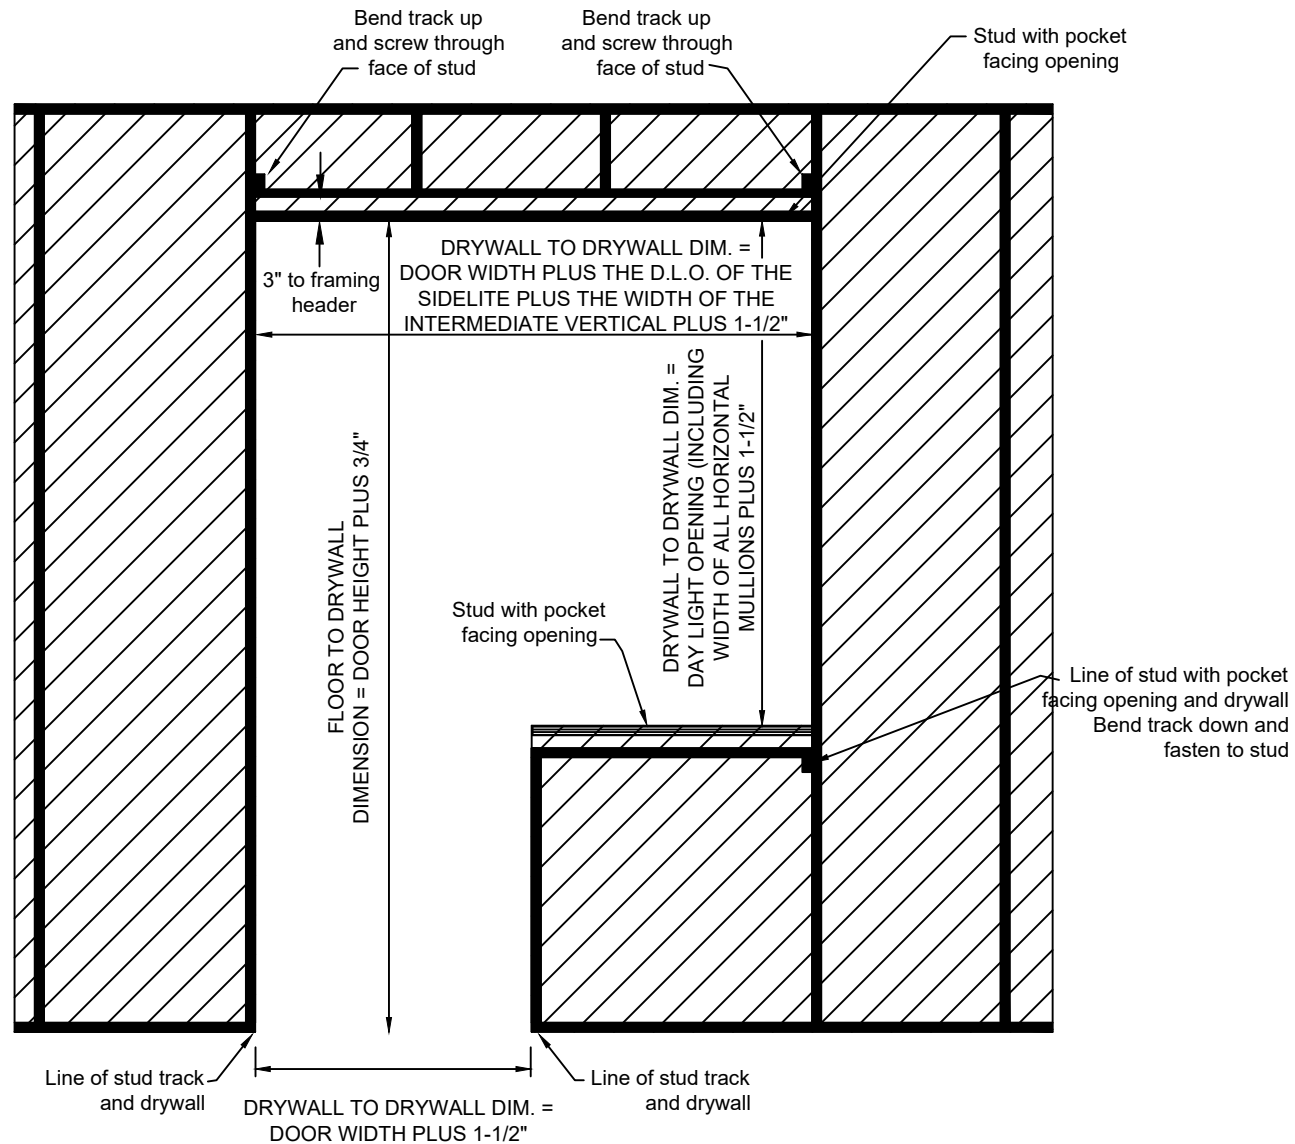 Bend track up
and screw through
face of stud
Bend track up
and screw through
face of stud
Stud with pocket
facing opening
3" to framing
header
DRYWALL TO DRYWALL DIM. =
DOOR WIDTH PLUS THE D.L.O. OF THE
SIDELITE PLUS THE WIDTH OF THE
INTERMEDIATE VERTICAL PLUS 1-1/2"
FLOOR TO DRYWALL
DIMENSION = DOOR HEIGHT PLUS 3/4"
DRYWALL TO DRYWALL DIM. =
DAY LIGHT OPENING (INCLUDING
WIDTH OF ALL HORIZONTAL
MULLIONS PLUS 1-1/2"
Stud with pocket
facing opening
Line of stud with pocket
facing opening and drywall
Bend track down and
fasten to stud
Line of stud track
and drywall
Line of stud track
and drywall
DRYWALL TO DRYWALL DIM. =
DOOR WIDTH PLUS 1-1/2"